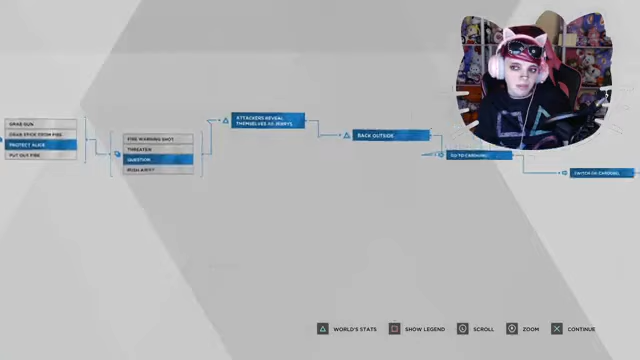 GRAB GUN
GRAB STICK FROM FIRE
PROTECT ALICE
PUT OUT FIRE
FIRE WARNING SHOT
THREATEN
QUESTION
PUSH AWAY
ATTACKERS REVEAL
THEMSELVES AS JERRYS
BACK OUTSIDE
GO TO CAROUSEL
SWITCH ON CAROUSEL
WORLD'S STATS
SHOW LEGEND
SCROLL
ZOOM
CONTINUE